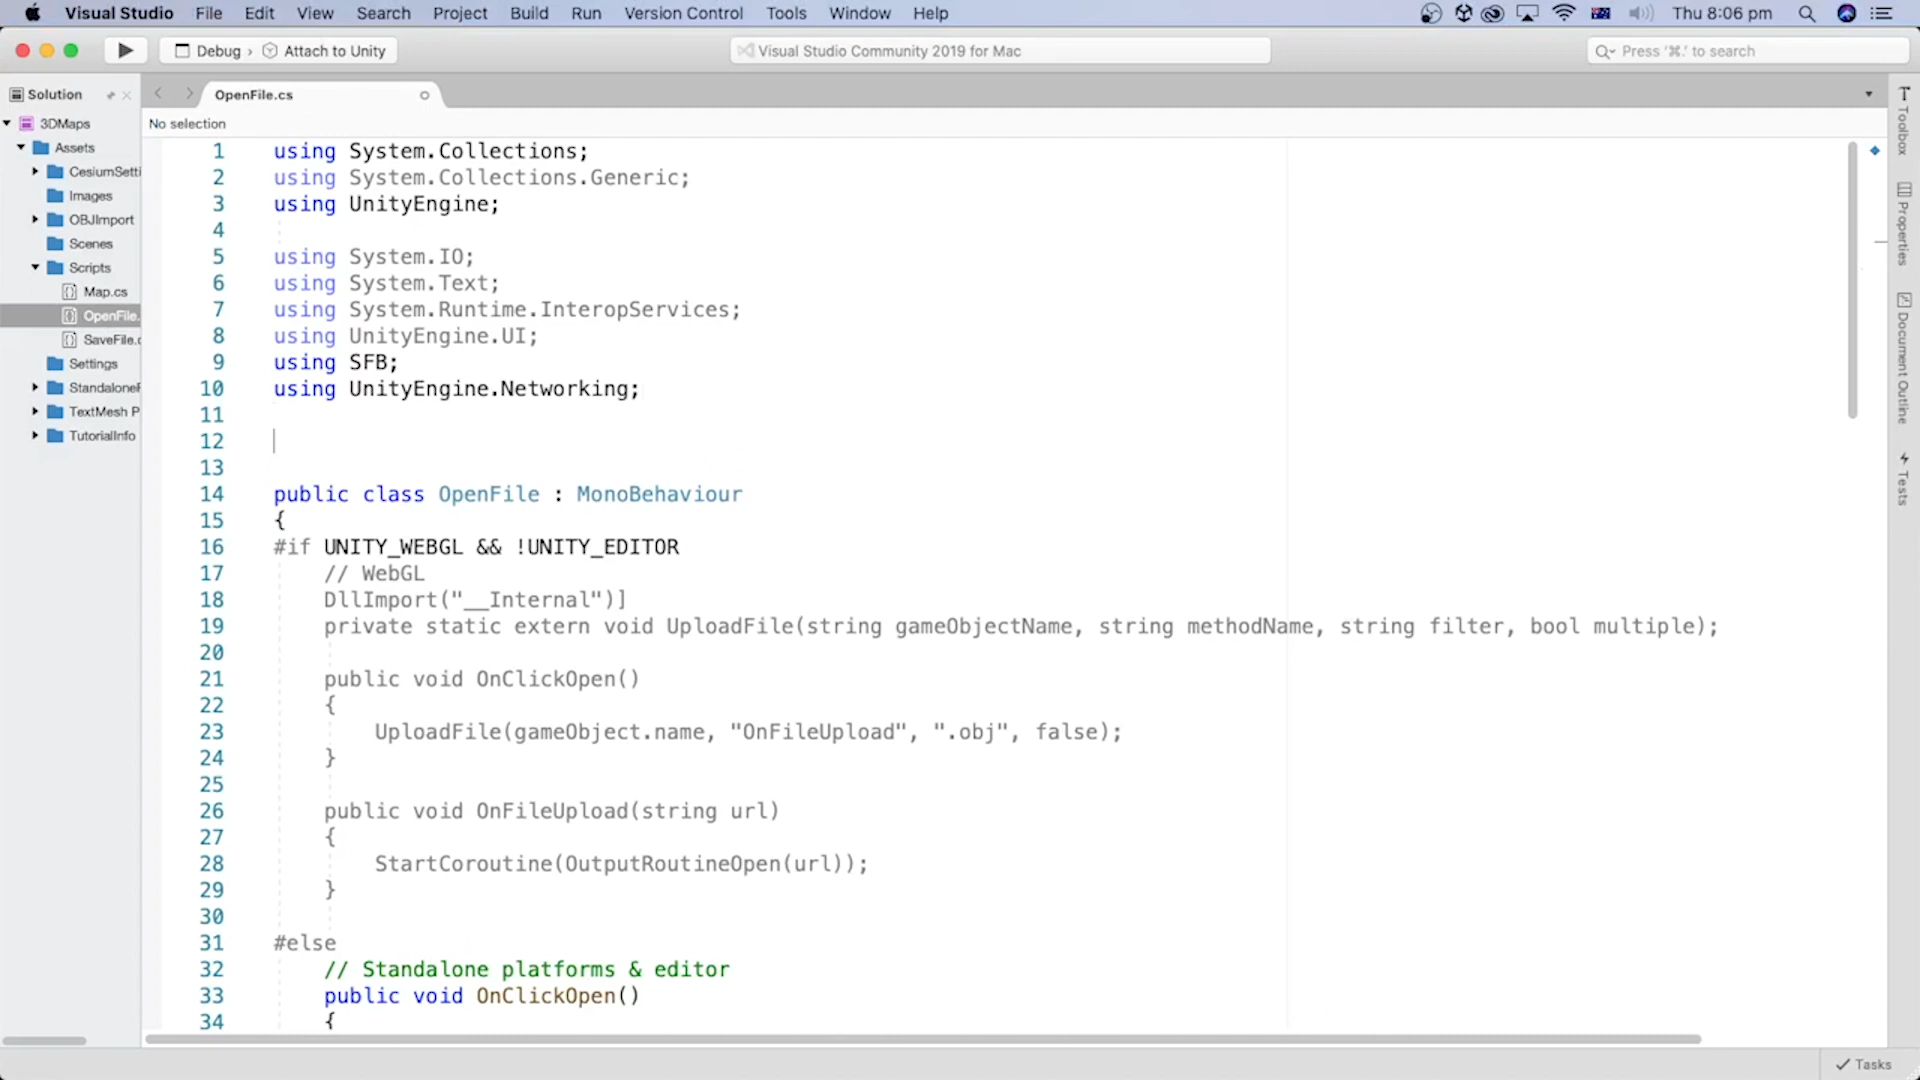 Visual Studio File Edit View Search Project Build Run Version Control Tools Window Help Thu 8:06 pm
Debug › Attach to Unity
Visual Studio Community 2019 for Mac
Press '⌘.' to search
Solution
OpenFile.cs
No selection
3DMaps
Assets
CesiumSetti
Images
OBJImport
Scenes
Scripts
Map.cs
OpenFile.
SaveFile.c
Settings
StandaloneF
TextMesh P
TutorialInfo
1 using System.Collections;
2 using System.Collections.Generic;
3 using UnityEngine;
4
5 using System.IO;
6 using System.Text;
7 using System.Runtime.InteropServices;
8 using UnityEngine.UI;
9 using SFB;
10 using UnityEngine.Networking;
11
12
13
14 public class OpenFile : MonoBehaviour
15 {
16 #if UNITY_WEBGL && !UNITY_EDITOR
17 // WebGL
18 DllImport("__Internal")]
19 private static extern void UploadFile(string gameObjectName, string methodName, string filter, bool multiple);
20
21 public void OnClickOpen()
22 {
23 UploadFile(gameObject.name, "OnFileUpload", ".obj", false);
24 }
25
26 public void OnFileUpload(string url)
27 {
28 StartCoroutine(OutputRoutineOpen(url));
29 }
30
31 #else
32 // Standalone platforms & editor
33 public void OnClickOpen()
34 {
Toolbox
Properties
Document Outline
Tests
Tasks